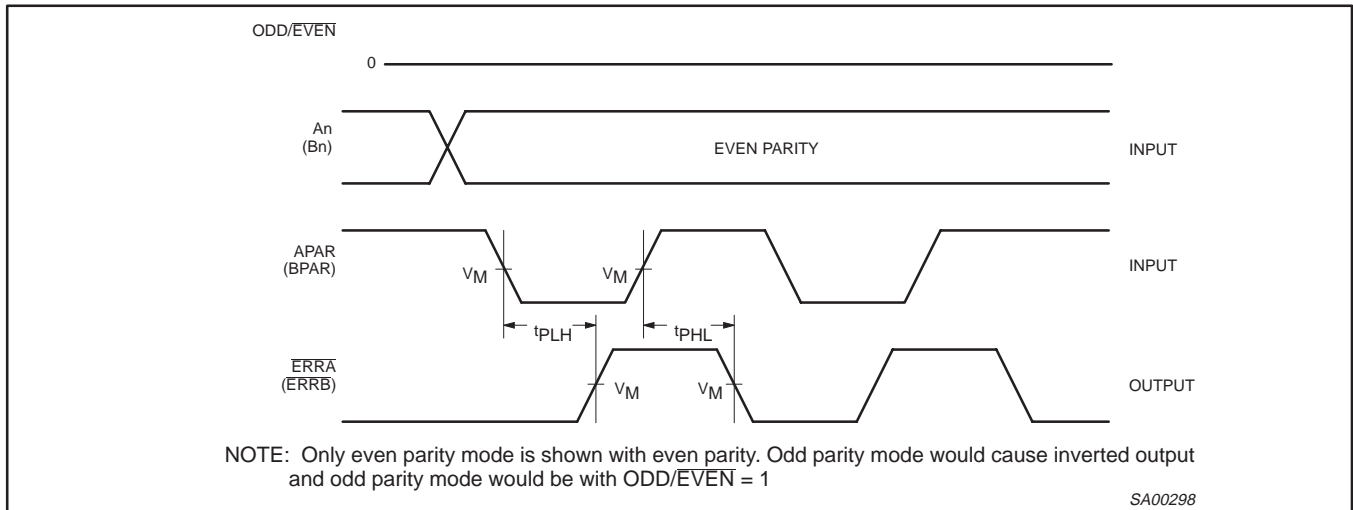 ODD/EVEN
0
An
(Bn)
EVEN PARITY
INPUT
APAR
(BPAR)
VM
VM
INPUT
tPLH
tPHL
ERRA
(ERRB)
VM
VM
OUTPUT
NOTE: Only even parity mode is shown with even parity. Odd parity mode would cause inverted output
and odd parity mode would be with ODD/EVEN = 1
SA00298